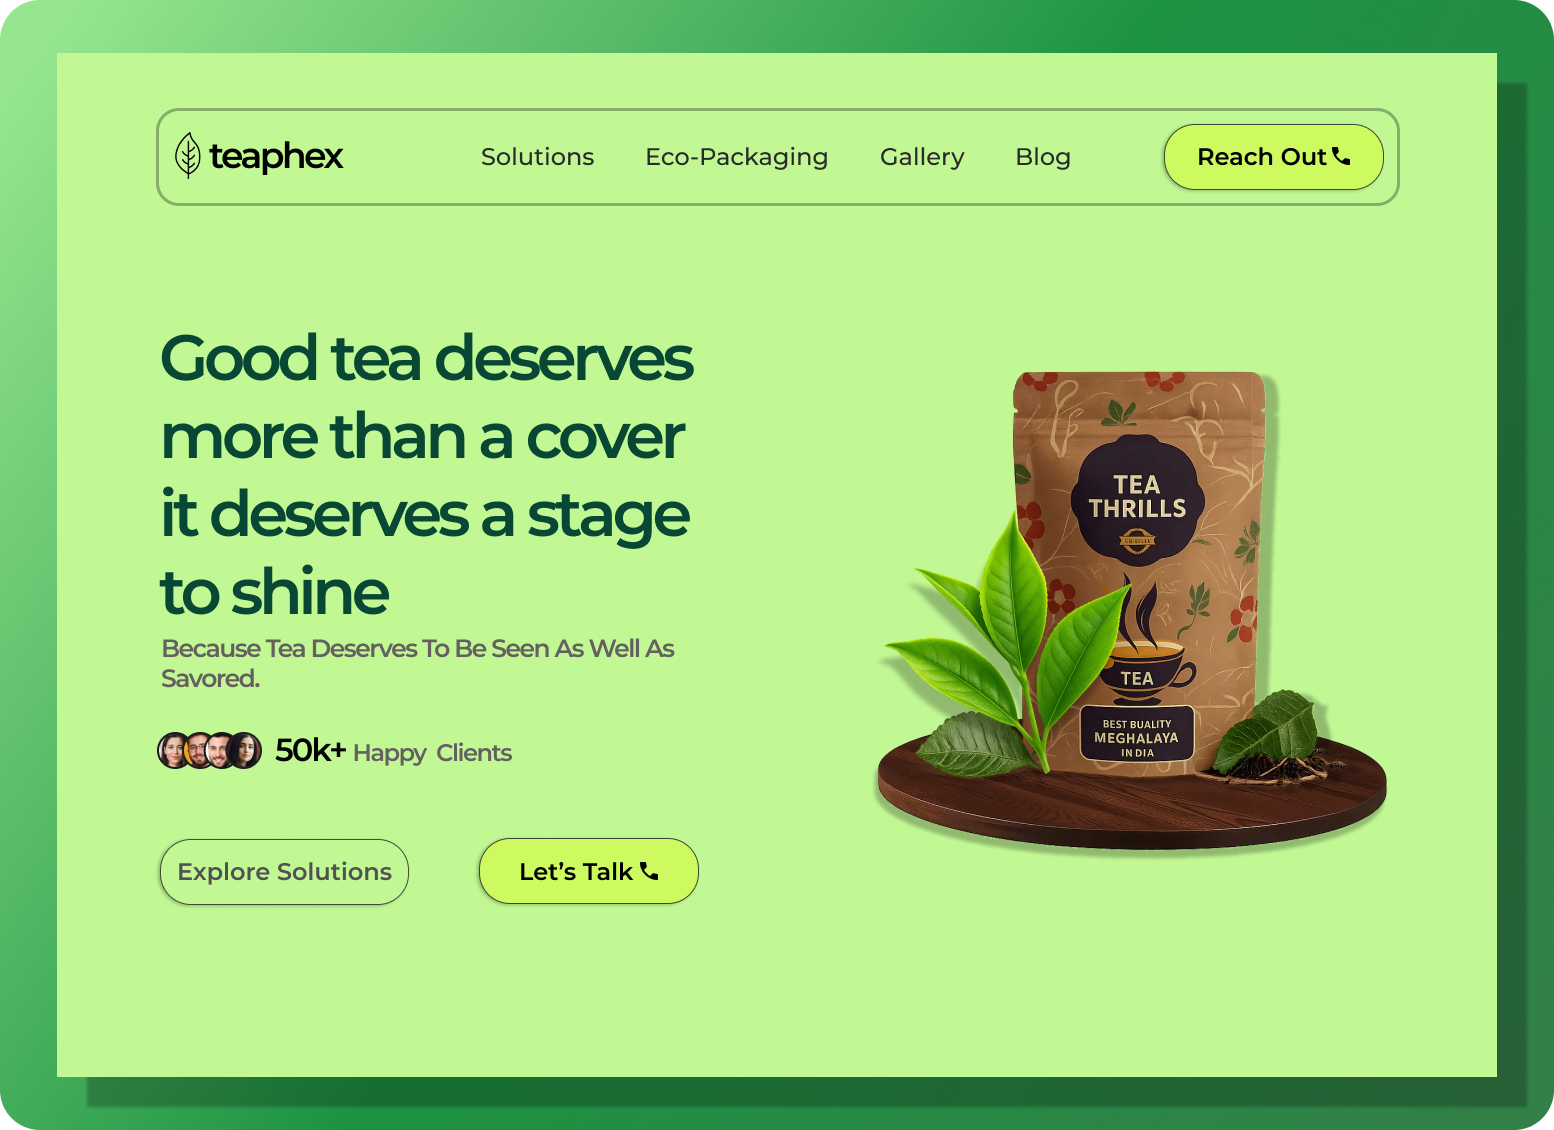 teaphex
Solutions
Eco-Packaging
Gallery
Blog
Reach Out
Good tea deserves
more than a cover
it deserves a stage
to shine
Because Tea Deserves To Be Seen As Well As
Savored.
50k+ Happy Clients
Explore Solutions
Let's Talk
TEA
THRILLS
TEA
BEST BUALITY
MEGHALAYA
IN DIA